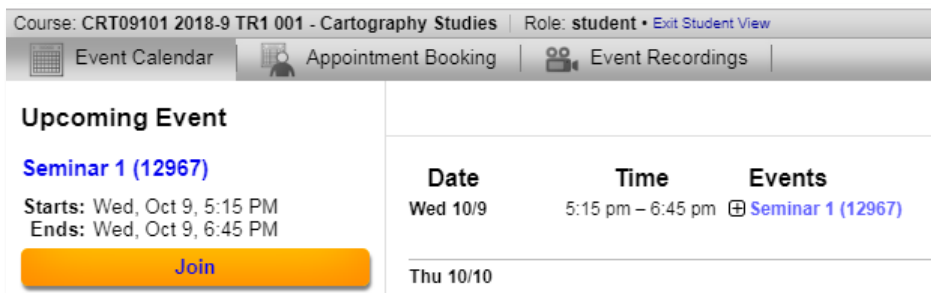 Course: CRT09101 2018-9 TR1 001 - Cartography Studies | Role: student • Exit Student View
Event Calendar | Appointment Booking | Event Recordings |
Upcoming Event
Seminar 1 (12967)
Starts: Wed, Oct 9, 5:15 PM
Ends: Wed, Oct 9, 6:45 PM
Join
Date Time Events
Wed 10/9 5:15 pm – 6:45 pm Seminar 1 (12967)
Thu 10/10